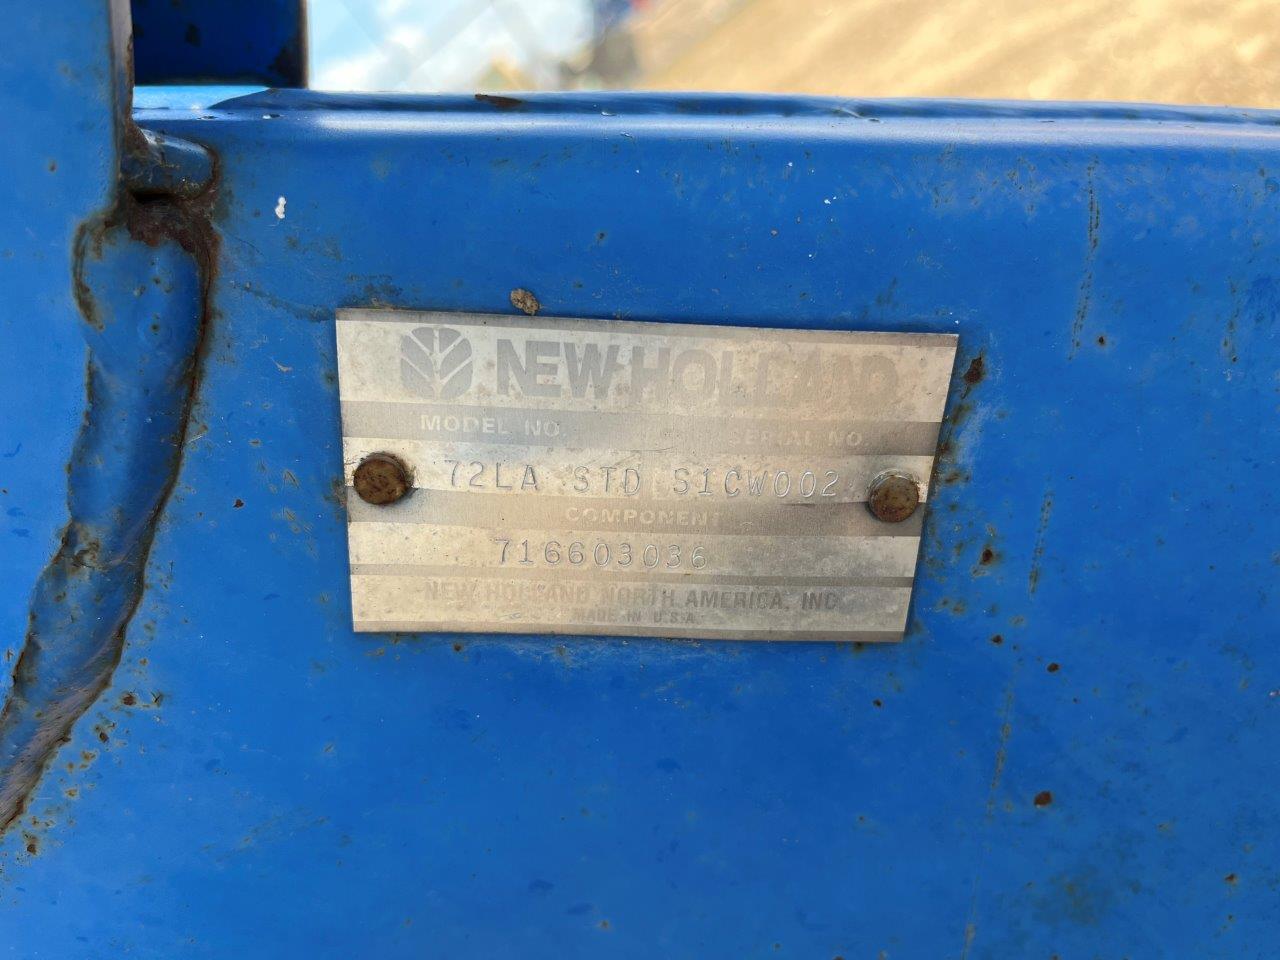 NEW HOLLAND
MODEL NO. SERIAL NO.
72LA STD S1CW002
COMPONENT
716603036
NEW HOLLAND NORTH AMERICA, INC.
MADE IN U.S.A.